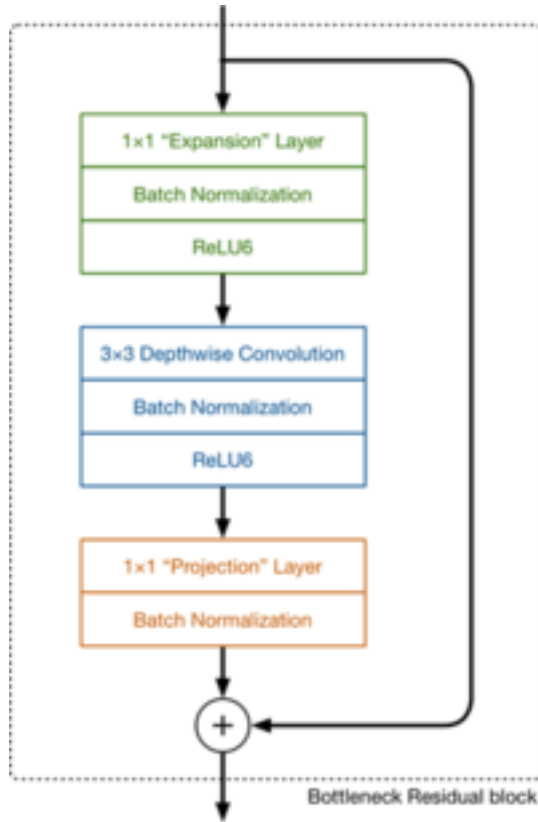 1×1 “Expansion” Layer
Batch Normalization
ReLU6
3×3 Depthwise Convolution
Batch Normalization
ReLU6
1×1 “Projection” Layer
Batch Normalization
+
Bottleneck Residual block